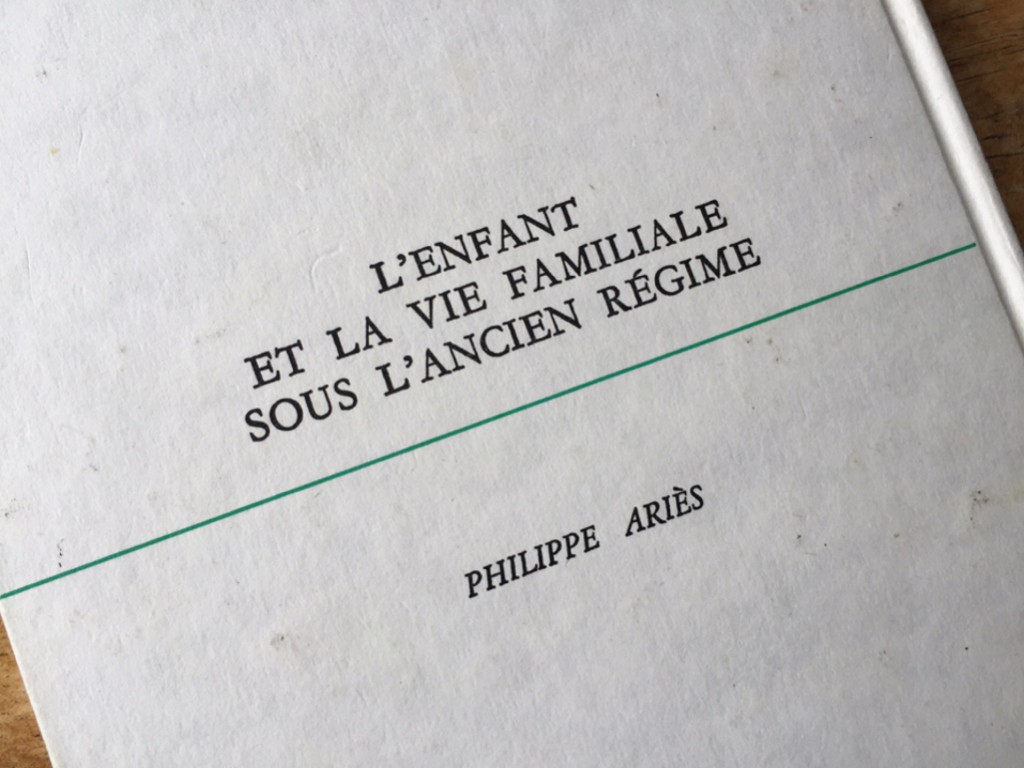 L'ENFANT
ET LA VIE FAMILIALE
SOUS L'ANCIEN RÉGIME
PHILIPPE ARIÈS